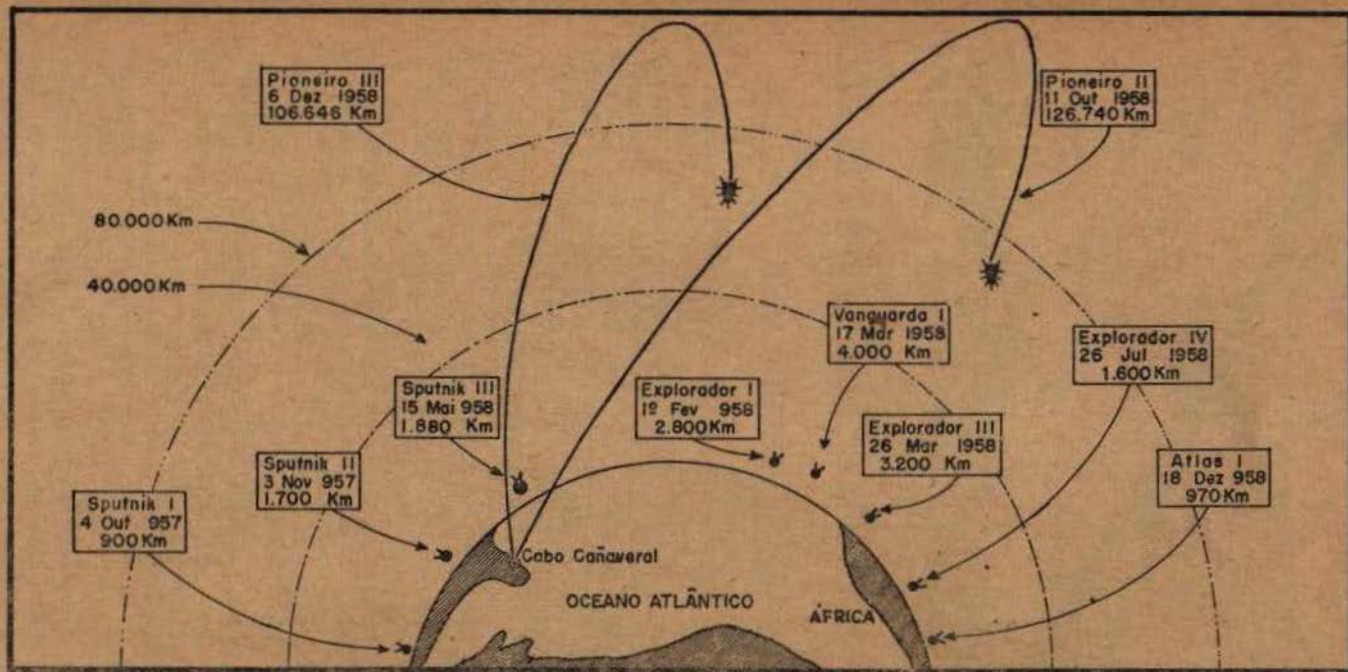 Pioneiro III
6 Dez 1958
106.646 Km
Pioneiro II
11 Out 1958
126.740 Km
80.000 Km
40.000 Km
Vanguarda I
17 Mar 1958
4.000 Km
Explorador IV
26 Jul 1958
1.600 Km
Sputnik III
15 Mai 958
1.880 Km
Explorador I
1º Fev 958
2.800 Km
Explorador III
26 Mar 1958
3.200 Km
Sputnik II
3 Nov 957
1.700 Km
Atlas I
18 Dez 958
970 Km
Sputnik I
4 Out 957
900 Km
Cabo Cañaveral
OCEANO ATLÂNTICO
ÁFRICA